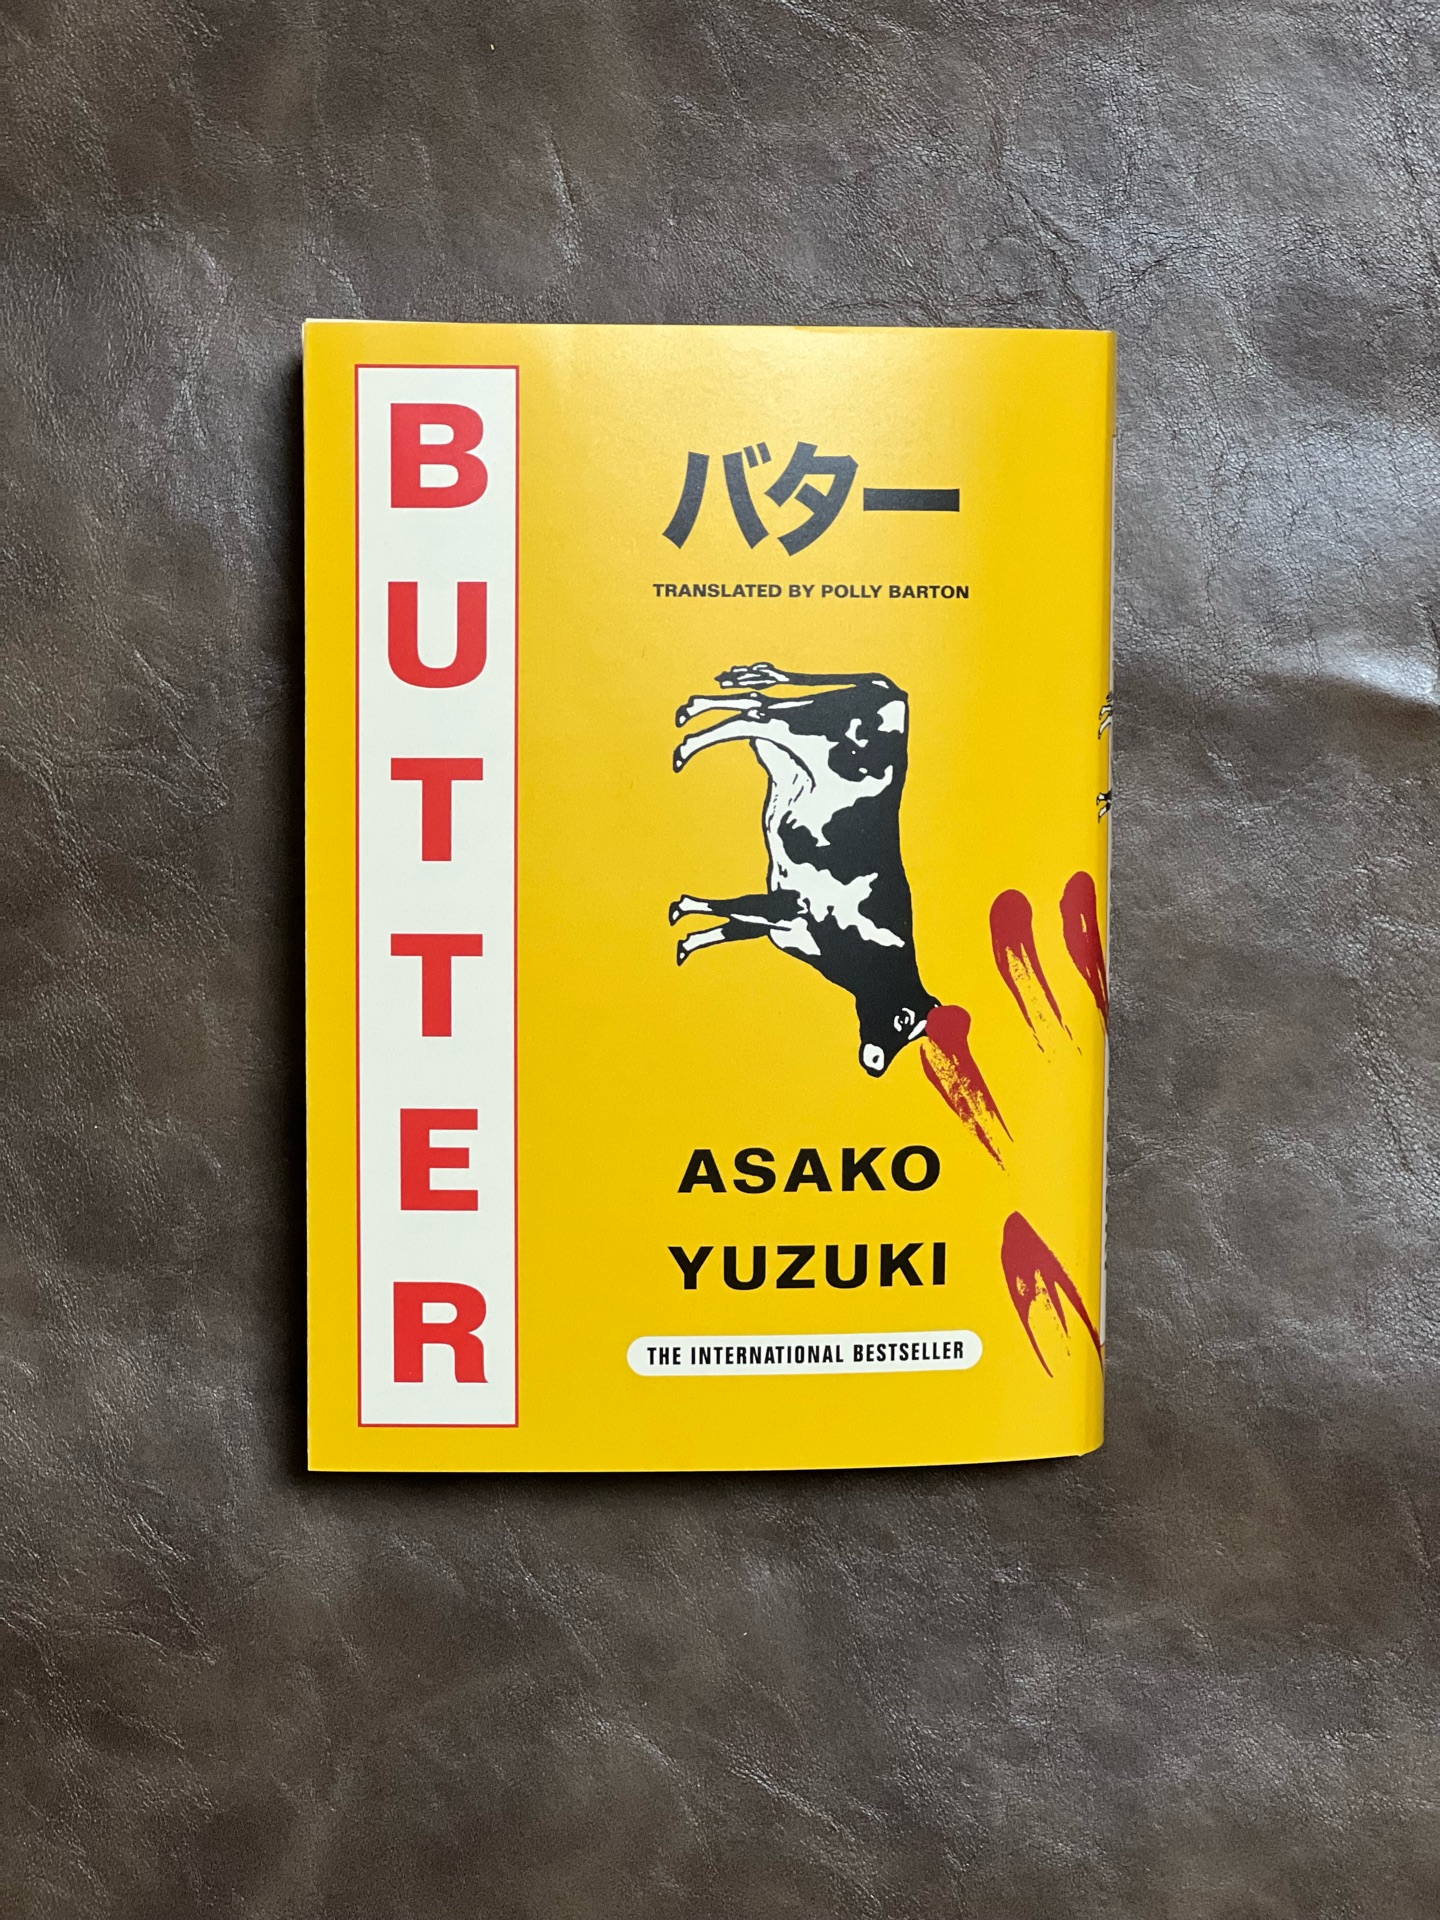 BUTTER
バター
TRANSLATED BY POLLY BARTON
ASAKO
YUZUKI
THE INTERNATIONAL BESTSELLER